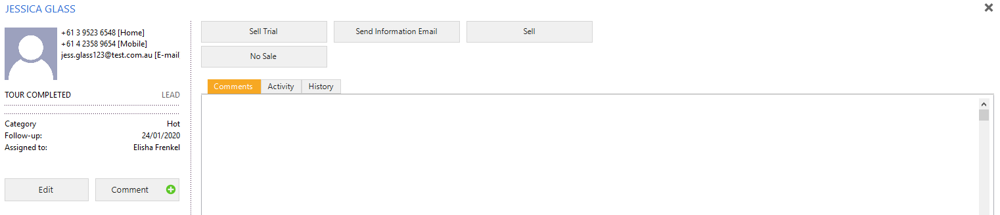 JESSICA GLASS
+61 3 9523 6548 [Home]
+61 4 2358 9654 [Mobile]
jess.glass123@test.com.au [E-mail
TOUR COMPLETED LEAD
Category Hot
Follow-up: 24/01/2020
Assigned to: Elisha Frenkel
Edit Comment
Sell Trial Send Information Email Sell
No Sale
Comments Activity History